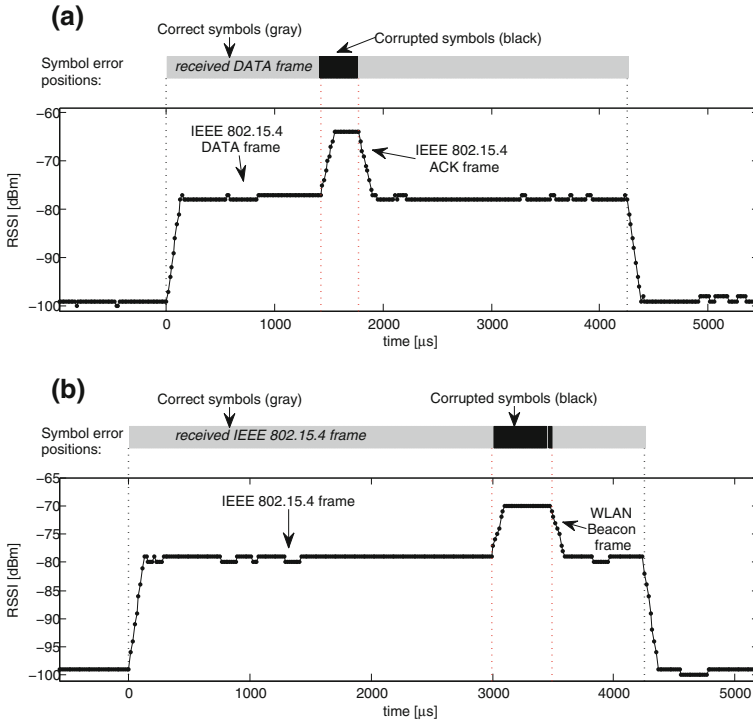 (a)
Correct symbols (gray)
Corrupted symbols (black)
Symbol error
positions:
received DATA frame
−60
−70
−80
−90
−100
RSSI [dBm]
IEEE 802.15.4
DATA frame
IEEE 802.15.4
ACK frame
0
1000
2000
3000
4000
5000
time [µs]
(b)
Correct symbols (gray)
Corrupted symbols (black)
Symbol error
positions:
received IEEE 802.15.4 frame
−65
−70
−75
−80
−85
−90
−95
−100
RSSI [dBm]
IEEE 802.15.4 frame
WLAN
Beacon
frame
0
1000
2000
3000
4000
5000
time [µs]